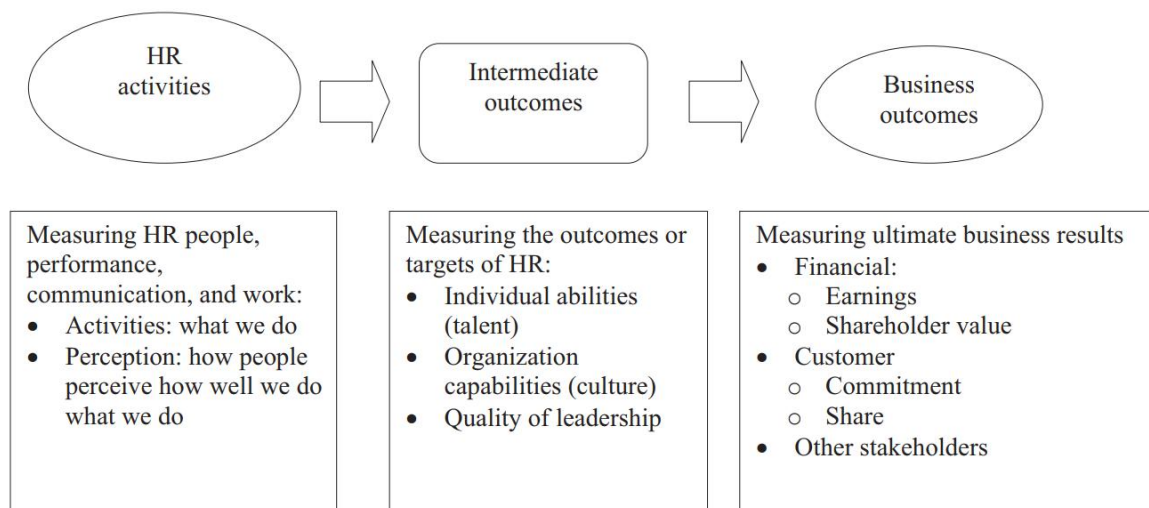 HR
activities
Intermediate
outcomes
Business
outcomes
Measuring HR people,
performance,
communication, and work:
• Activities: what we do
• Perception: how people
perceive how well we do
what we do
Measuring the outcomes or
targets of HR:
• Individual abilities
(talent)
• Organization
capabilities (culture)
• Quality of leadership
Measuring ultimate business results
• Financial:
o Earnings
o Shareholder value
• Customer
o Commitment
o Share
• Other stakeholders